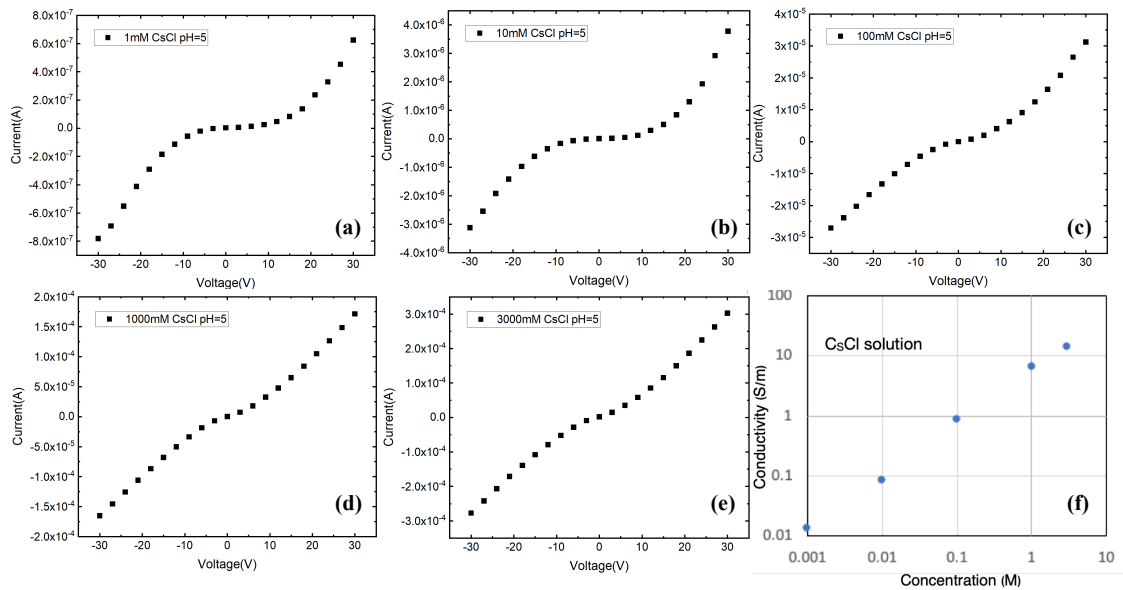 8.0x10-7
6.0x10-7
4.0x10-7
2.0x10-7
0.0
-2.0x10-7
-4.0x10-7
-6.0x10-7
-8.0x10-7
Current(A)
1mM CsCl pH=5
(a)
-30 -20 -10 0 10 20 30
Voltage(V)
4.0x10-6
3.0x10-6
2.0x10-6
1.0x10-6
0.0
-1.0x10-6
-2.0x10-6
-3.0x10-6
-4.0x10-6
Current(A)
10mM CsCl pH=5
(b)
-30 -20 -10 0 10 20 30
Voltage(V)
4x10-5
3x10-5
2x10-5
1x10-5
0
-1x10-5
-2x10-5
-3x10-5
Current(A)
100mM CsCl pH=5
(c)
-30 -20 -10 0 10 20 30
Voltage(V)
2.0x10-4
1.5x10-4
1.0x10-4
5.0x10-5
0.0
-5.0x10-5
-1.0x10-4
-1.5x10-4
-2.0x10-4
Current(A)
1000mM CsCl pH=5
(d)
-30 -20 -10 0 10 20 30
Voltage(V)
3.0x10-4
2.0x10-4
1.0x10-4
0.0
-1.0x10-4
-2.0x10-4
-3.0x10-4
Current(A)
3000mM CsCl pH=5
(e)
-30 -20 -10 0 10 20 30
Voltage(V)
100
10
1
0.1
0.01
Conductivity (S/m)
CsCl solution
(f)
0.001 0.01 0.1 1 10
Concentration (M)